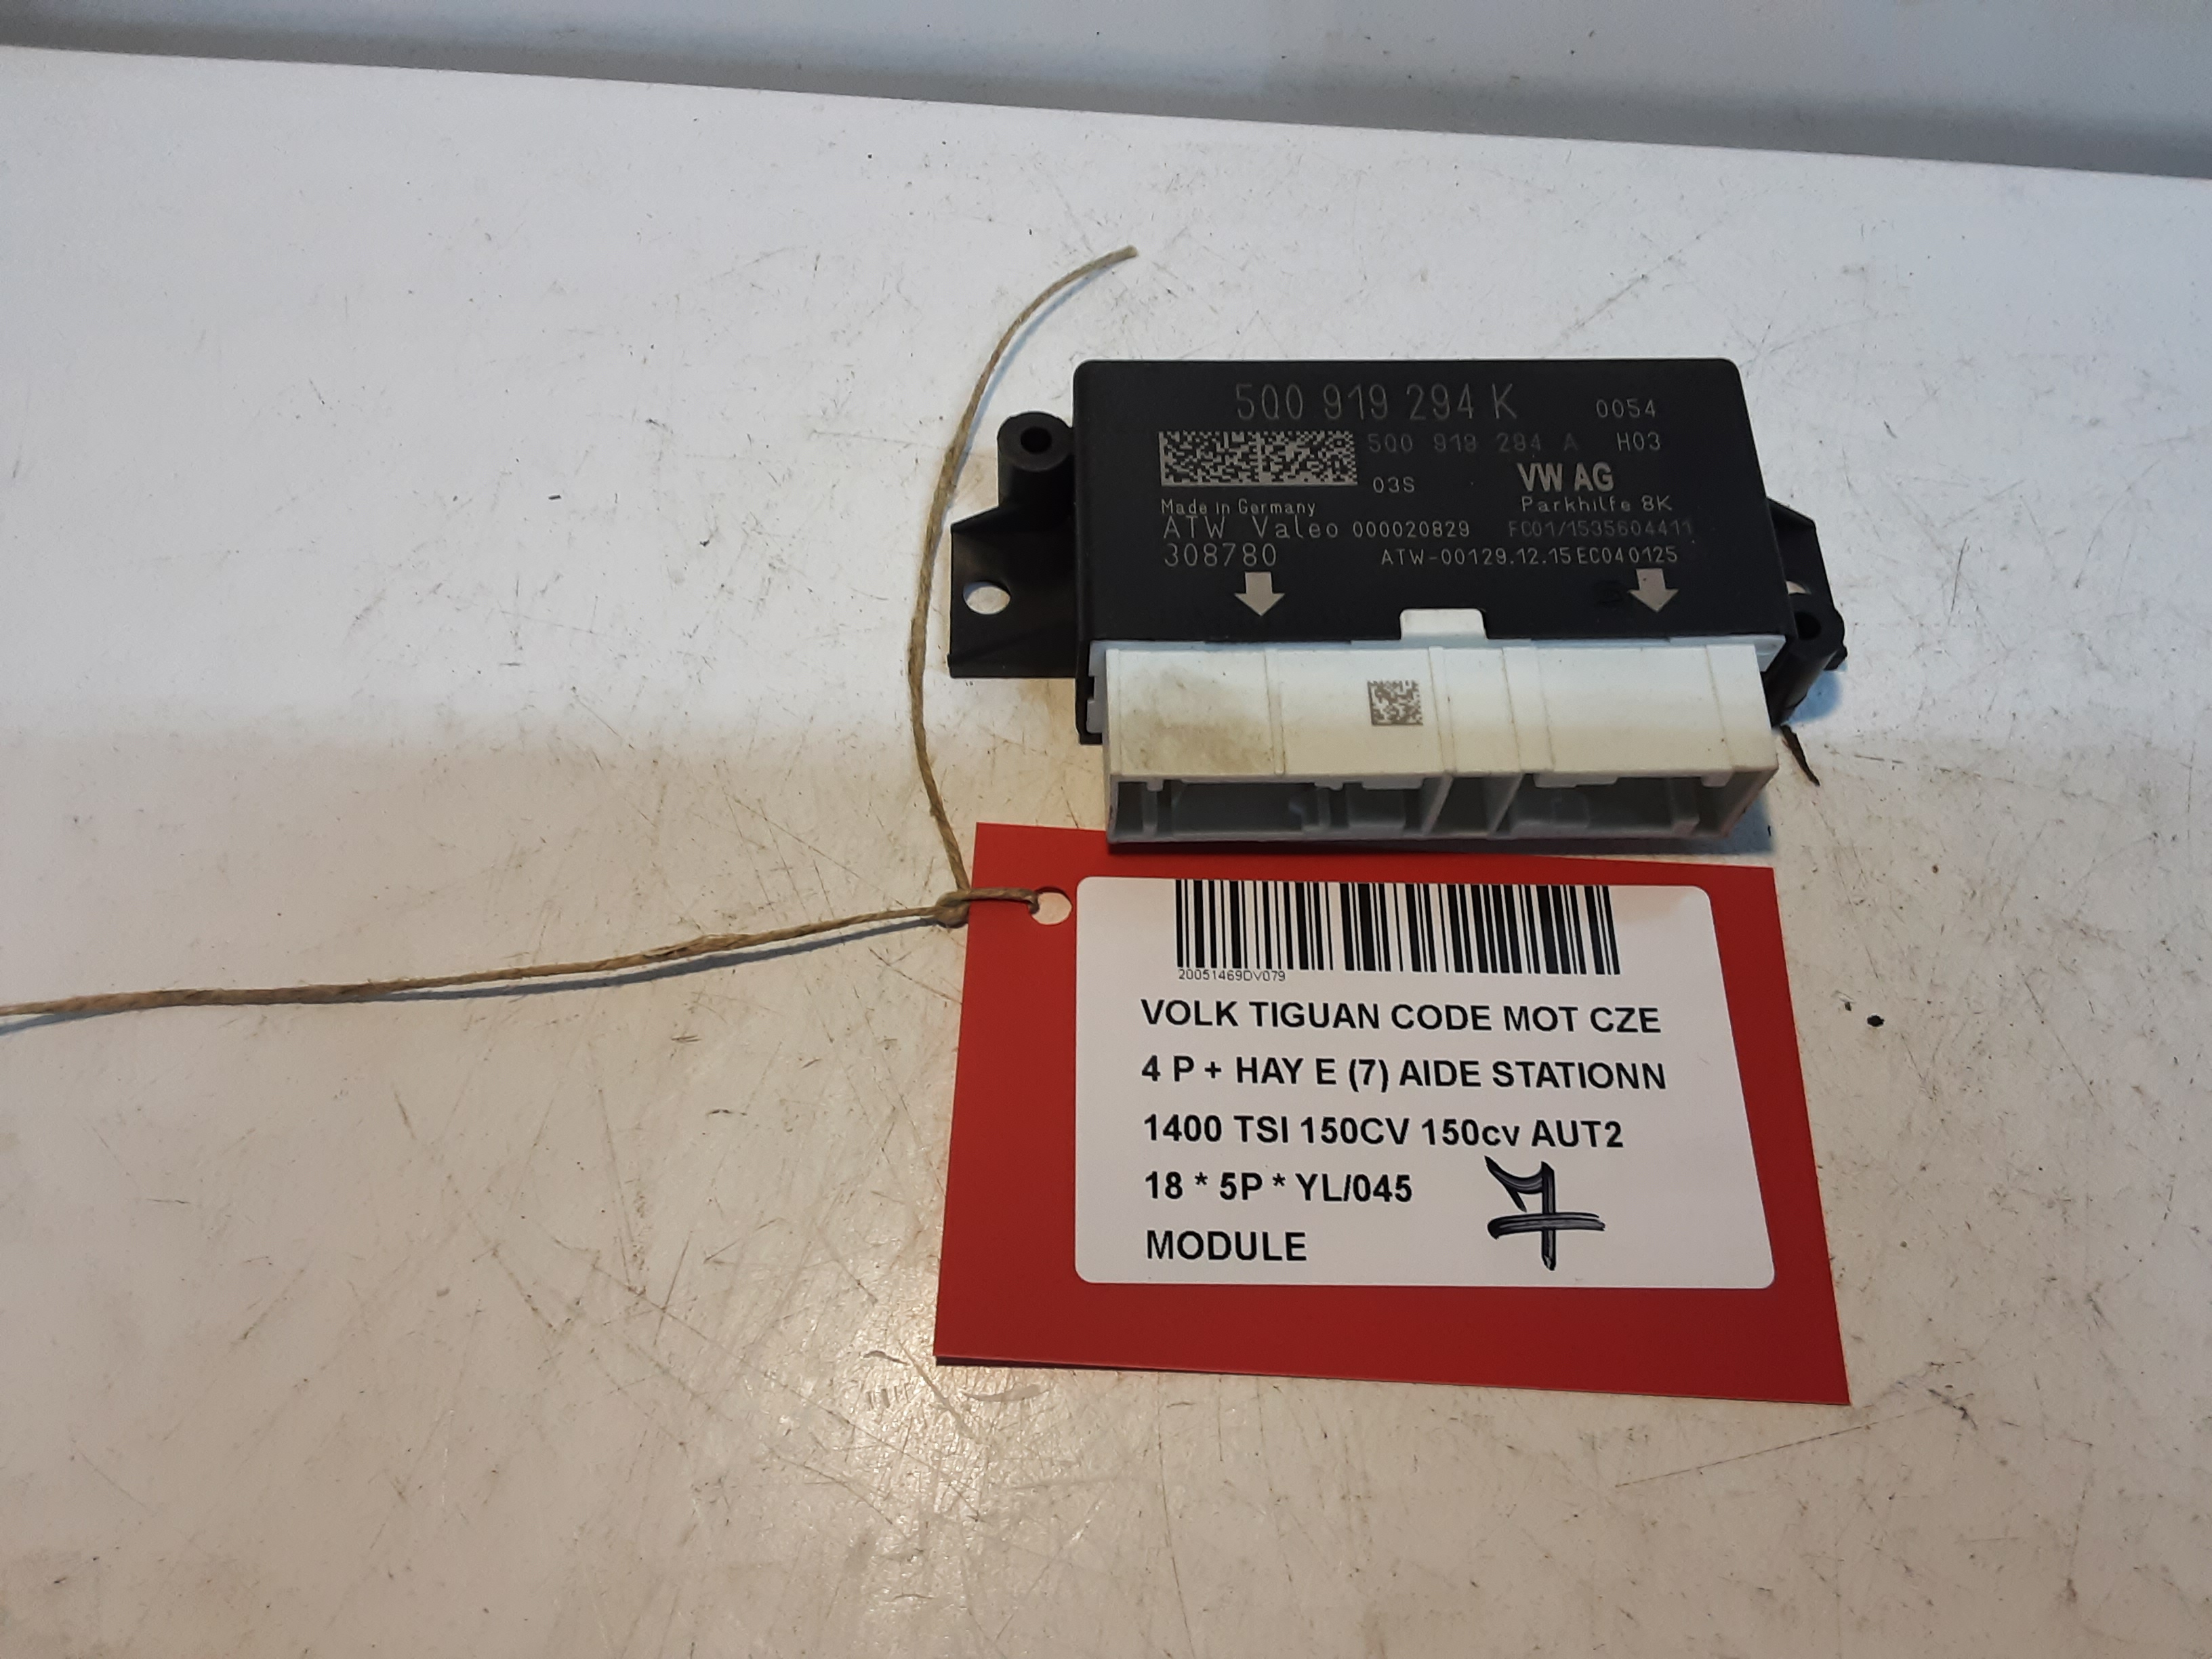 5Q0 919 294 K 0054
5Q0 919 294 A H03
03S VW AG
Made in Germany Parkhilfe 8K
ATW Valeo 000020829 FC01/1535604411
308780 ATW-00129.12.15 EC040125
20051469DV079
VOLK TIGUAN CODE MOT CZE
4 P + HAY E (7) AIDE STATIONN
1400 TSI 150CV 150cv AUT2
18 * 5P * YL/045
7
MODULE